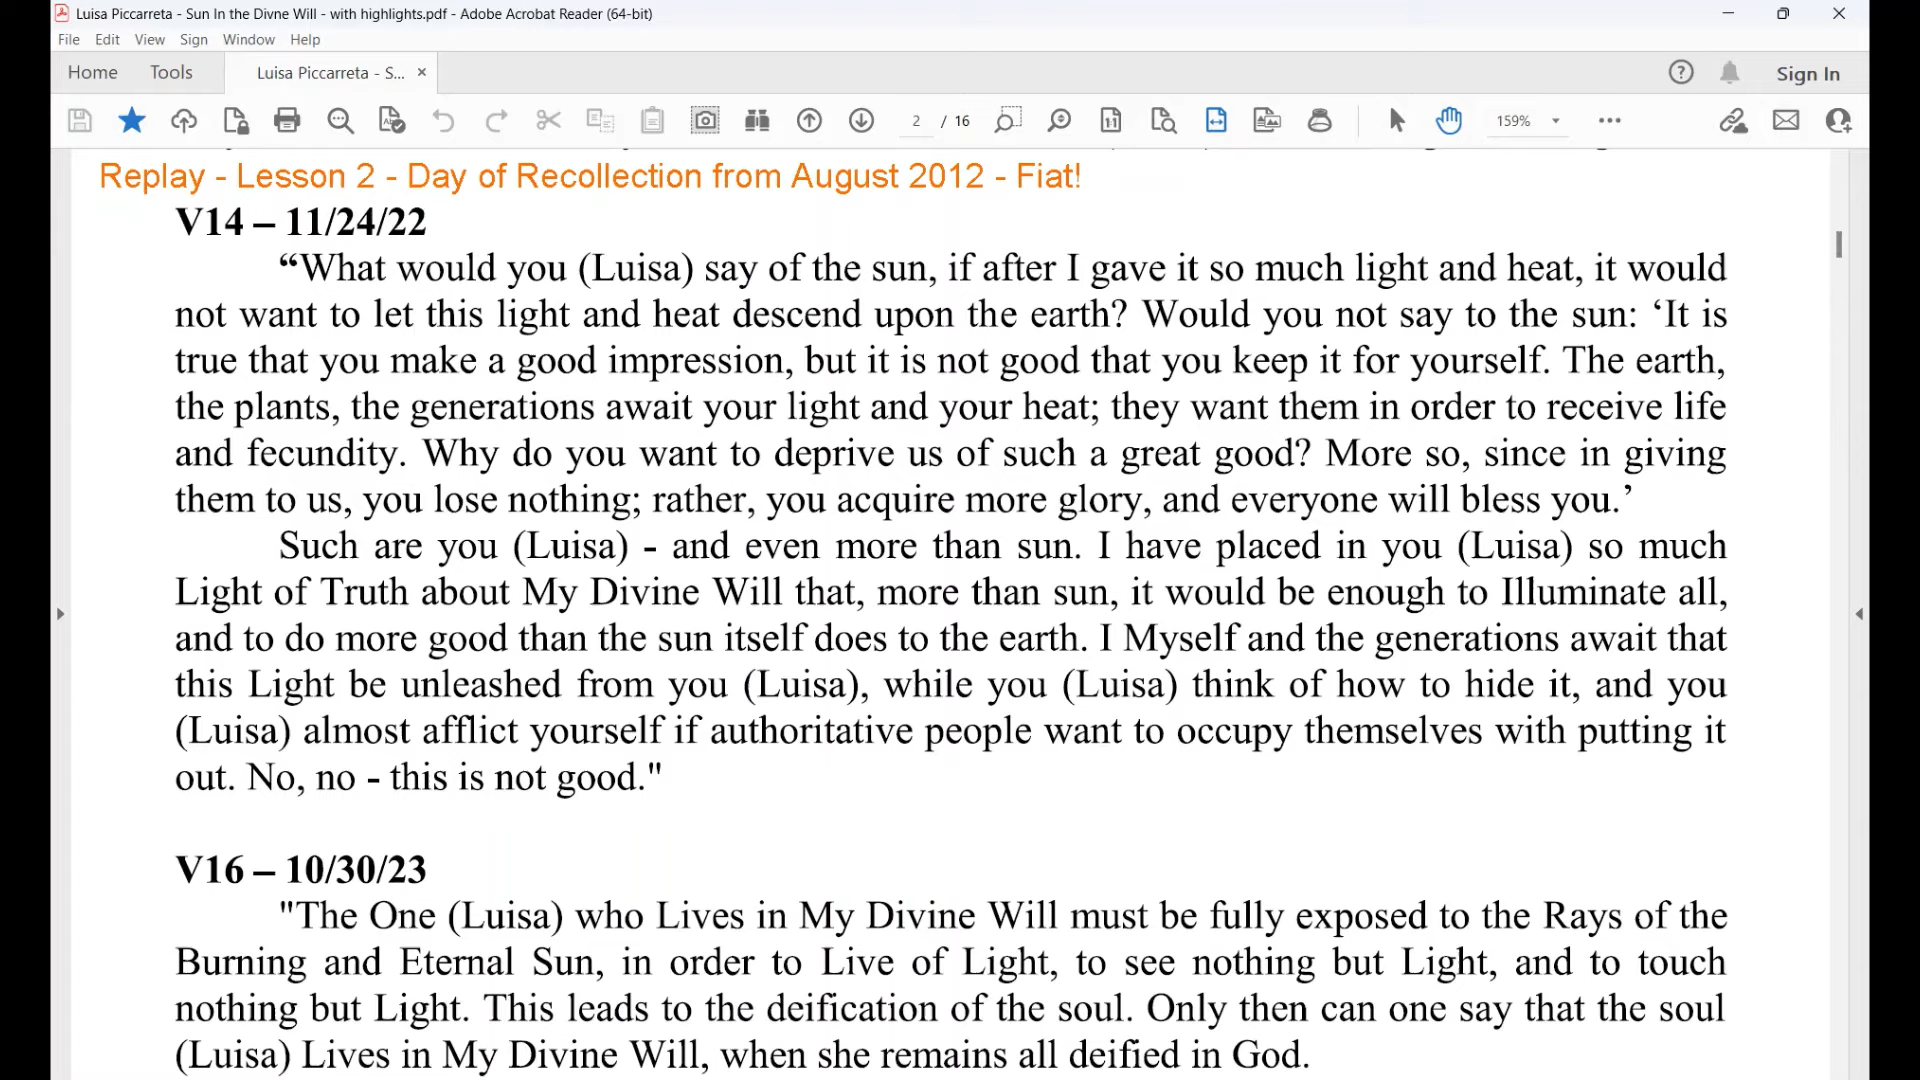 Luisa Piccarreta - Sun In the Divne Will - with highlights.pdf - Adobe Acrobat Reader (64-bit)
File Edit View Sign Window Help
Home Tools Luisa Piccarreta - S... × Sign In
2 / 16 159%
Replay - Lesson 2 - Day of Recollection from August 2012 - Fiat!
V14 – 11/24/22
“What would you (Luisa) say of the sun, if after I gave it so much light and heat, it would
not want to let this light and heat descend upon the earth? Would you not say to the sun: ‘It is
true that you make a good impression, but it is not good that you keep it for yourself. The earth,
the plants, the generations await your light and your heat; they want them in order to receive life
and fecundity. Why do you want to deprive us of such a great good? More so, since in giving
them to us, you lose nothing; rather, you acquire more glory, and everyone will bless you.’
Such are you (Luisa) - and even more than sun. I have placed in you (Luisa) so much
Light of Truth about My Divine Will that, more than sun, it would be enough to Illuminate all,
and to do more good than the sun itself does to the earth. I Myself and the generations await that
this Light be unleashed from you (Luisa), while you (Luisa) think of how to hide it, and you
(Luisa) almost afflict yourself if authoritative people want to occupy themselves with putting it
out. No, no - this is not good."
V16 – 10/30/23
"The One (Luisa) who Lives in My Divine Will must be fully exposed to the Rays of the
Burning and Eternal Sun, in order to Live of Light, to see nothing but Light, and to touch
nothing but Light. This leads to the deification of the soul. Only then can one say that the soul
(Luisa) Lives in My Divine Will, when she remains all deified in God.